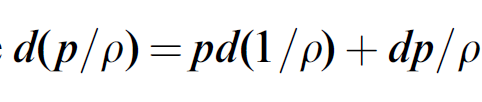 d(p/ρ) = pd(1/ρ) + dp/ρ